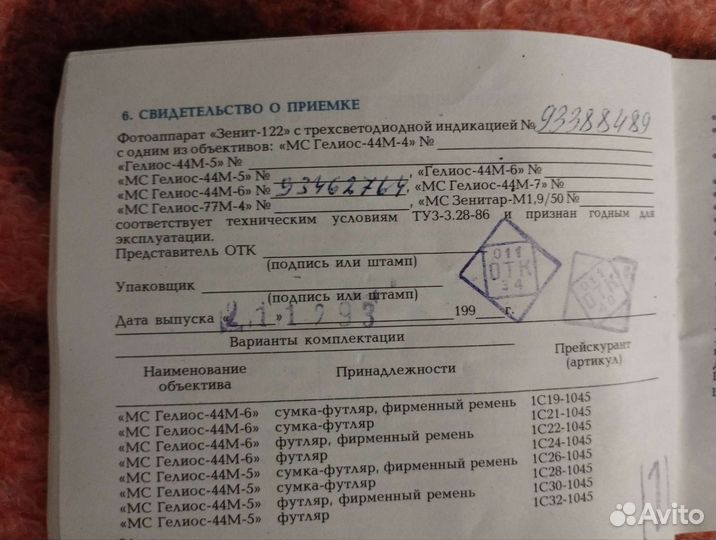 6. СВИДЕТЕЛЬСТВО О ПРИЕМКЕ
Фотоаппарат «Зенит-122» с трехсветодиодной индикацией № 93388489
с одним из объективов: «МС Гелиос-44М-4» №
«Гелиос-44М-5» №
«МС Гелиос-44М-5» № , «Гелиос-44М-6» №
«МС Гелиос-44М-6» № 93462764, «МС Гелиос-44М-7» №
«МС Гелиос-77М-4» № , «МС Зенитар-М1,9/50 №
соответствует техническим условиям ТУ3-3.28-86 и признан годным для
эксплуатации.
Представитель ОТК
(подпись или штамп)
011
ОТК
34
011
ОТК
Упаковщик
(подпись или штамп)
Дата выпуска « » 199 г.
Варианты комплектации
Наименование объектива Принадлежности Прейскурант (артикул)
«МС Гелиос-44М-6» сумка-футляр, фирменный ремень 1С19-1045
«МС Гелиос-44М-6» сумка-футляр 1С21-1045
«МС Гелиос-44М-6» футляр, фирменный ремень 1С22-1045
«МС Гелиос-44М-6» футляр 1С24-1045
«МС Гелиос-44М-5» сумка-футляр, фирменный ремень 1С26-1045
«МС Гелиос-44М-5» сумка-футляр 1С28-1045
«МС Гелиос-44М-5» футляр, фирменный ремень 1С30-1045
«МС Гелиос-44М-5» футляр 1С32-1045
Avito